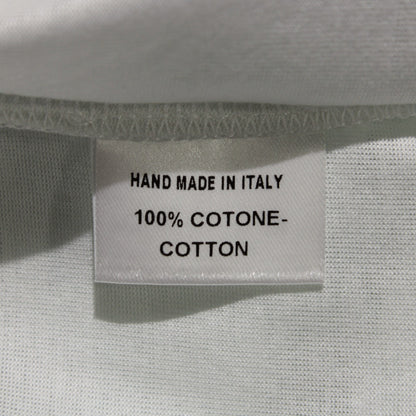 HAND MADE IN ITALY
100% COTONE-
COTTON